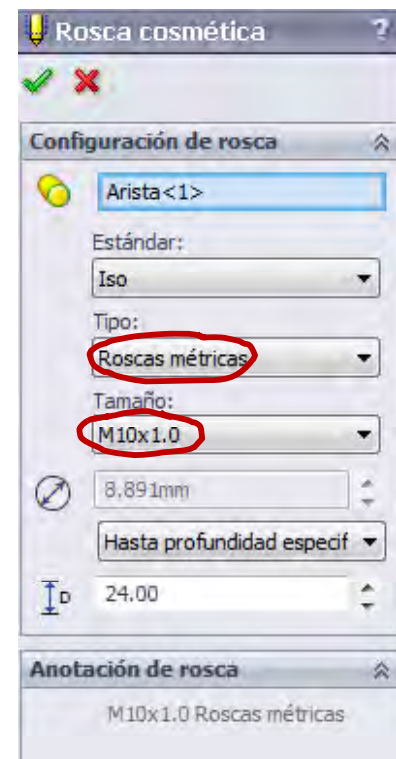 Rosca cosmética ?
Configuración de rosca
Arista<1>
Estándar:
Iso
Tipo:
Roscas métricas
Tamaño:
M10x1.0
8.891mm
Hasta profundidad especif
D 24.00
Anotación de rosca
M10x1.0 Roscas métricas